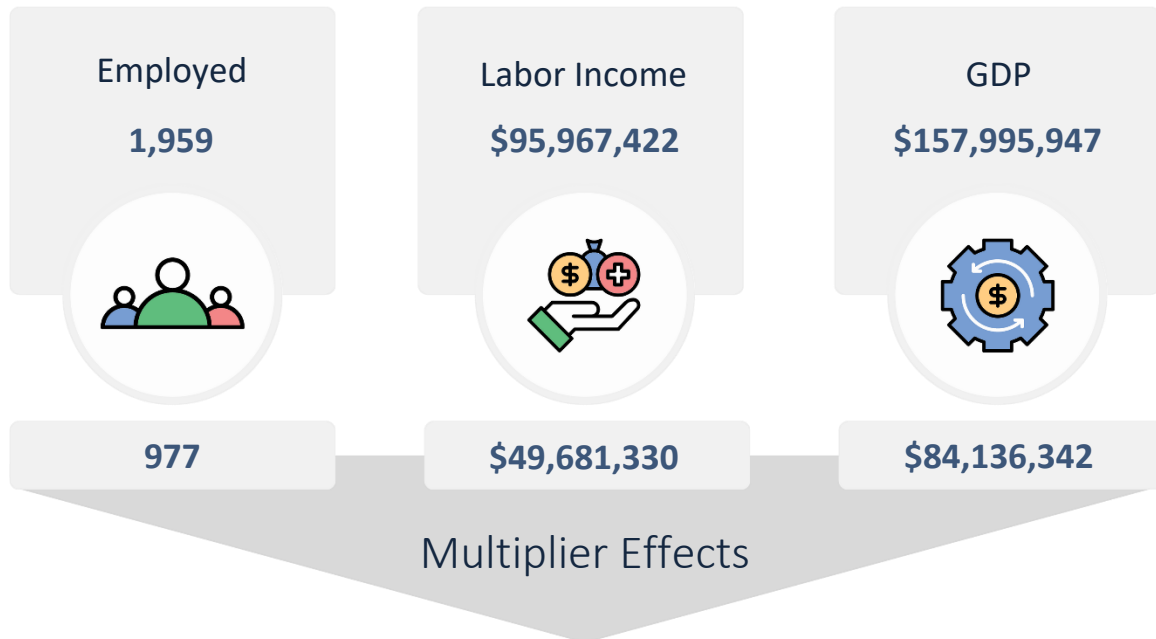 Employed
1,959
Labor Income
$95,967,422
GDP
$157,995,947
$
$
977
$49,681,330
$84,136,342
Multiplier Effects